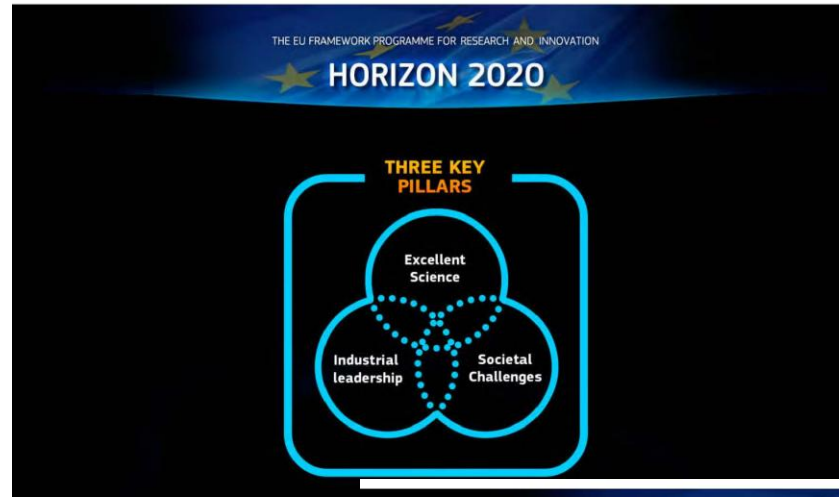 THE EU FRAMEWORK PROGRAMME FOR RESEARCH AND INNOVATION
HORIZON 2020
THREE KEY
PILLARS
Excellent
Science
Industrial
leadership
Societal
Challenges